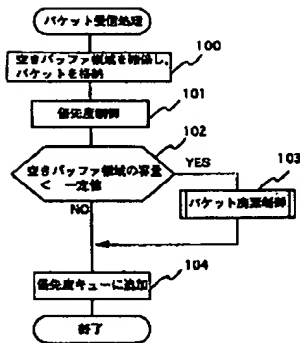 パケット受信処理
100
空きバッファ領域を確保し、
パケットを格納
101
優先度制御
102
空きバッファ領域の容量
< 一定値
YES
103
パケット廃棄制御
NO
104
優先度キューに追加
終了